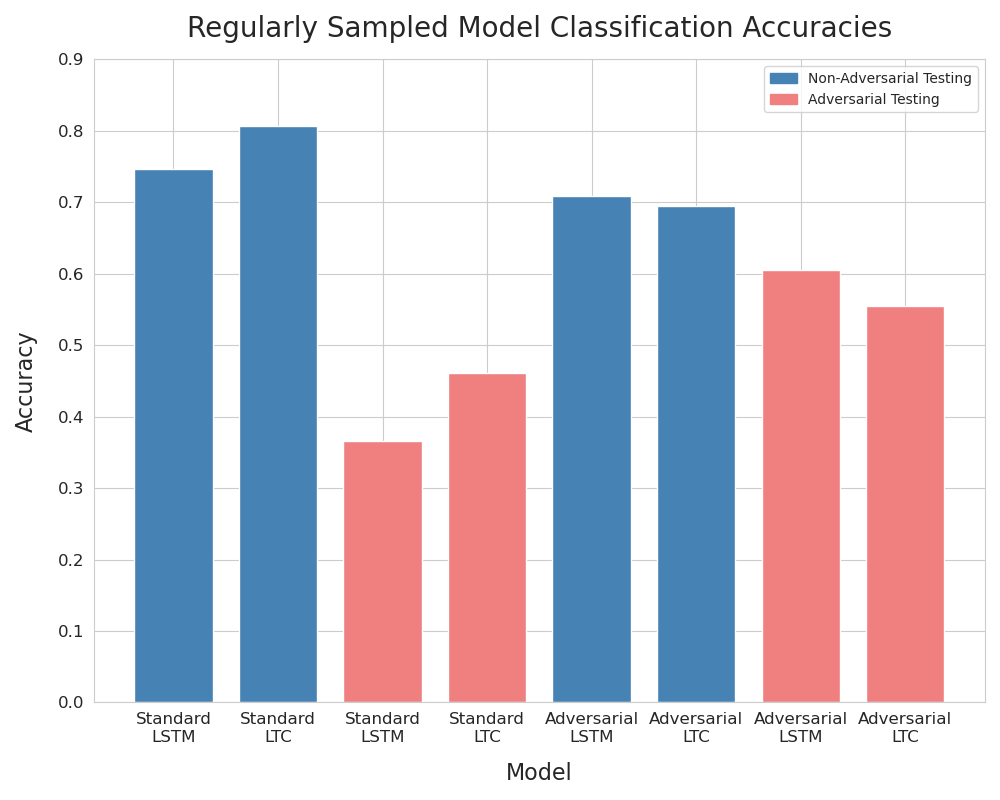 Regularly Sampled Model Classification Accuracies
Non-Adversarial Testing
Adversarial Testing
Accuracy
0.9
0.8
0.7
0.6
0.5
0.4
0.3
0.2
0.1
0.0
Standard
LSTM
Standard
LTC
Standard
LSTM
Standard
LTC
Adversarial
LSTM
Adversarial
LTC
Adversarial
LSTM
Adversarial
LTC
Model